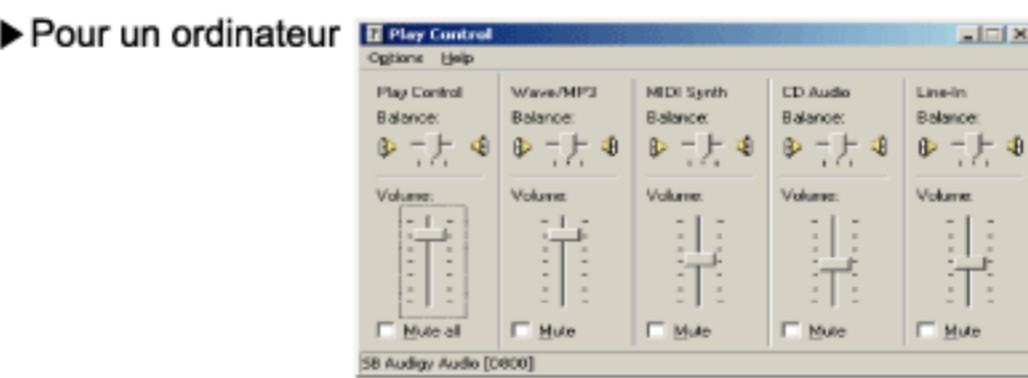 ▶Pour un ordinateur
Play Control
Options Help
Play Control Wave/MP3 MIDI Synth CD Audio Line-In
Balance: Balance: Balance: Balance: Balance:
Volume: Volume: Volume: Volume: Volume:
Mute all Mute Mute Mute Mute
SB Audigy Audio [D800]